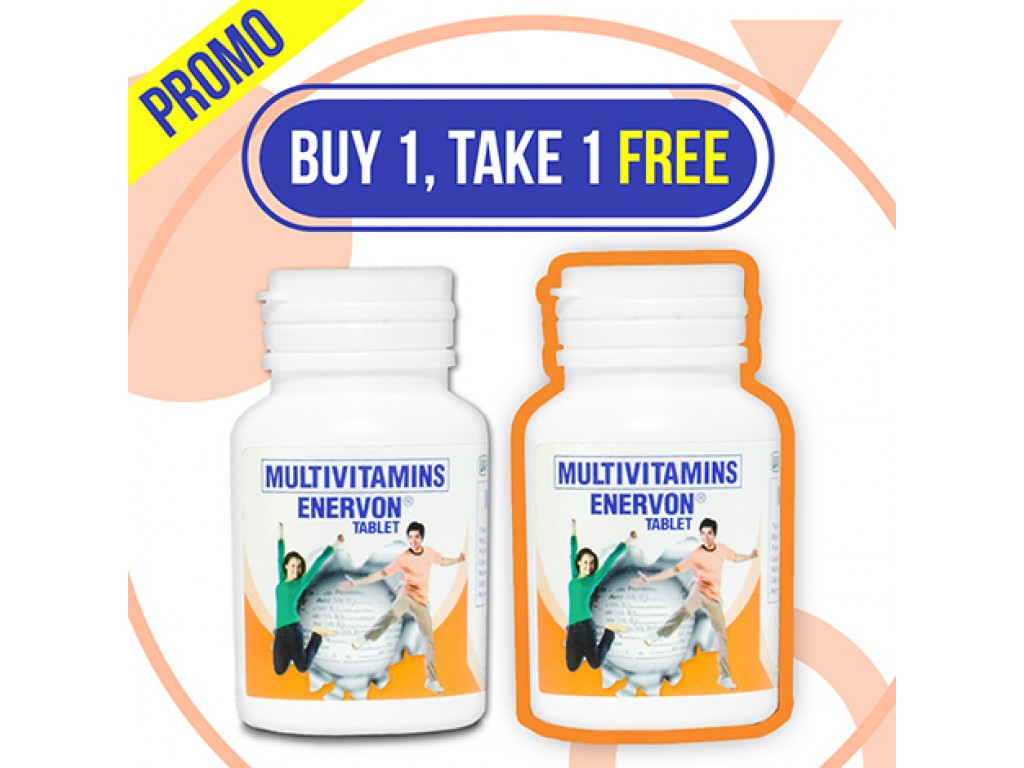 PROMO
BUY 1, TAKE 1 FREE
MULTIVITAMINS
ENERVON®
TABLET
MULTIVITAMINS
ENERVON®
TABLET